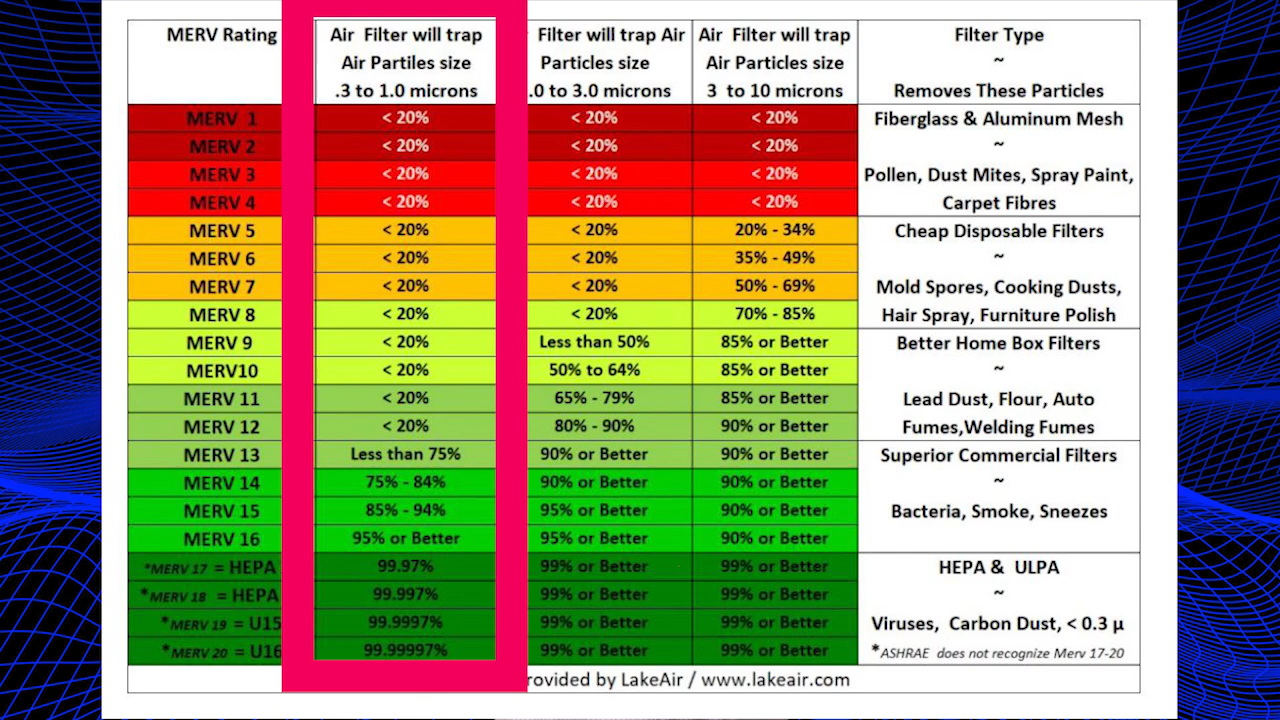 MERV Rating
Air Filter will trap Air Partiles size .3 to 1.0 microns
Filter will trap Air Particles size .0 to 3.0 microns
Air Filter will trap Air Particles size 3 to 10 microns
Filter Type ~ Removes These Particles
MERV 1 < 20% < 20% < 20% Fiberglass & Aluminum Mesh
MERV 2 < 20% < 20% < 20% ~
MERV 3 < 20% < 20% < 20% Pollen, Dust Mites, Spray Paint,
MERV 4 < 20% < 20% < 20% Carpet Fibres
MERV 5 < 20% < 20% 20% - 34% Cheap Disposable Filters
MERV 6 < 20% < 20% 35% - 49% ~
MERV 7 < 20% < 20% 50% - 69% Mold Spores, Cooking Dusts,
MERV 8 < 20% < 20% 70% - 85% Hair Spray, Furniture Polish
MERV 9 < 20% Less than 50% 85% or Better Better Home Box Filters
MERV10 < 20% 50% to 64% 85% or Better ~
MERV 11 < 20% 65% - 79% 85% or Better Lead Dust, Flour, Auto
MERV 12 < 20% 80% - 90% 90% or Better Fumes,Welding Fumes
MERV 13 Less than 75% 90% or Better 90% or Better Superior Commercial Filters
MERV 14 75% - 84% 90% or Better 90% or Better ~
MERV 15 85% - 94% 95% or Better 90% or Better Bacteria, Smoke, Sneezes
MERV 16 95% or Better 95% or Better 90% or Better
*MERV 17 = HEPA 99.97% 99% or Better 99% or Better HEPA & ULPA
*MERV 18 = HEPA 99.997% 99% or Better 99% or Better ~
*MERV 19 = U15 99.9997% 99% or Better 99% or Better Viruses, Carbon Dust, < 0.3 µ
*MERV 20 = U16 99.99997% 99% or Better 99% or Better *ASHRAE does not recognize Merv 17-20
rovided by LakeAir / www.lakeair.com